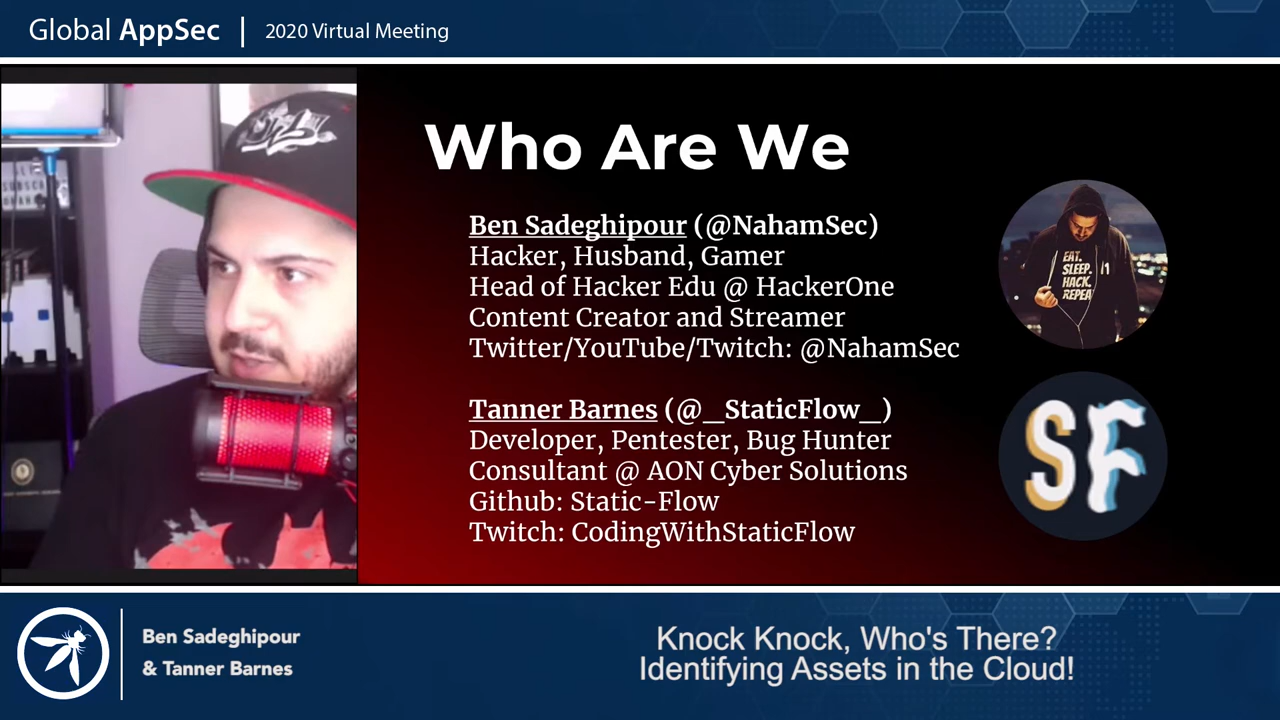 Global AppSec | 2020 Virtual Meeting
Who Are We
Ben Sadeghipour (@NahamSec)
Hacker, Husband, Gamer
Head of Hacker Edu @ HackerOne
Content Creator and Streamer
Twitter/YouTube/Twitch: @NahamSec
EAT.
SLEEP.
HACK.
REPEAT
Tanner Barnes (@_StaticFlow_)
Developer, Pentester, Bug Hunter
Consultant @ AON Cyber Solutions
Github: Static-Flow
Twitch: CodingWithStaticFlow
SF
Ben Sadeghipour
& Tanner Barnes
Knock Knock, Who's There?
Identifying Assets in the Cloud!